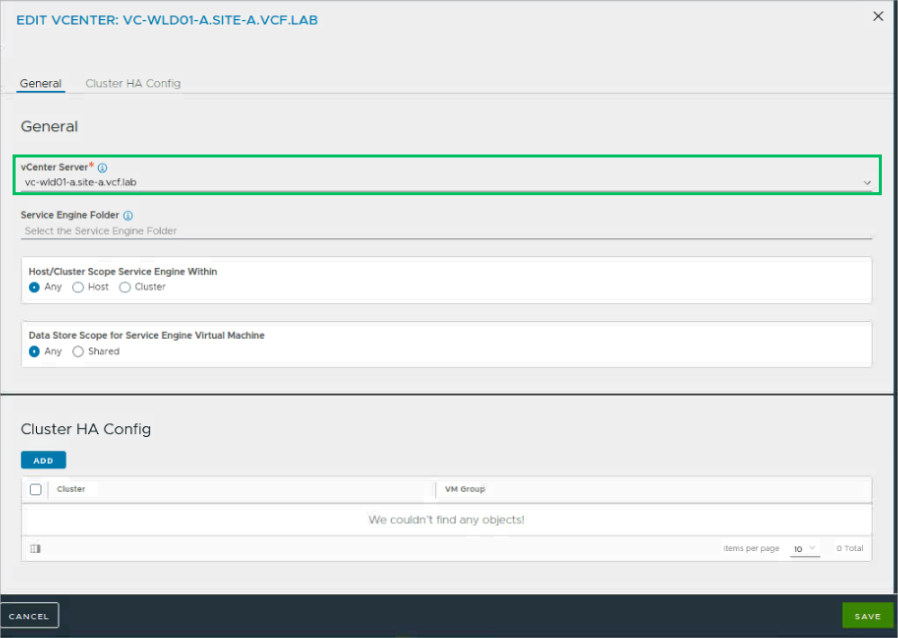 EDIT VCENTER: VC-WLD01-A.SITE-A.VCF.LAB
General Cluster HA Config
General
vCenter Server*
vc-wld01-a.site-a.vcf.lab
Service Engine Folder
Select the Service Engine Folder
Host/Cluster Scope Service Engine Within
Any Host Cluster
Data Store Scope for Service Engine Virtual Machine
Any Shared
Cluster HA Config
ADD
Cluster VM Group
We couldn't find any objects!
Items per page 10 0 Total
CANCEL SAVE